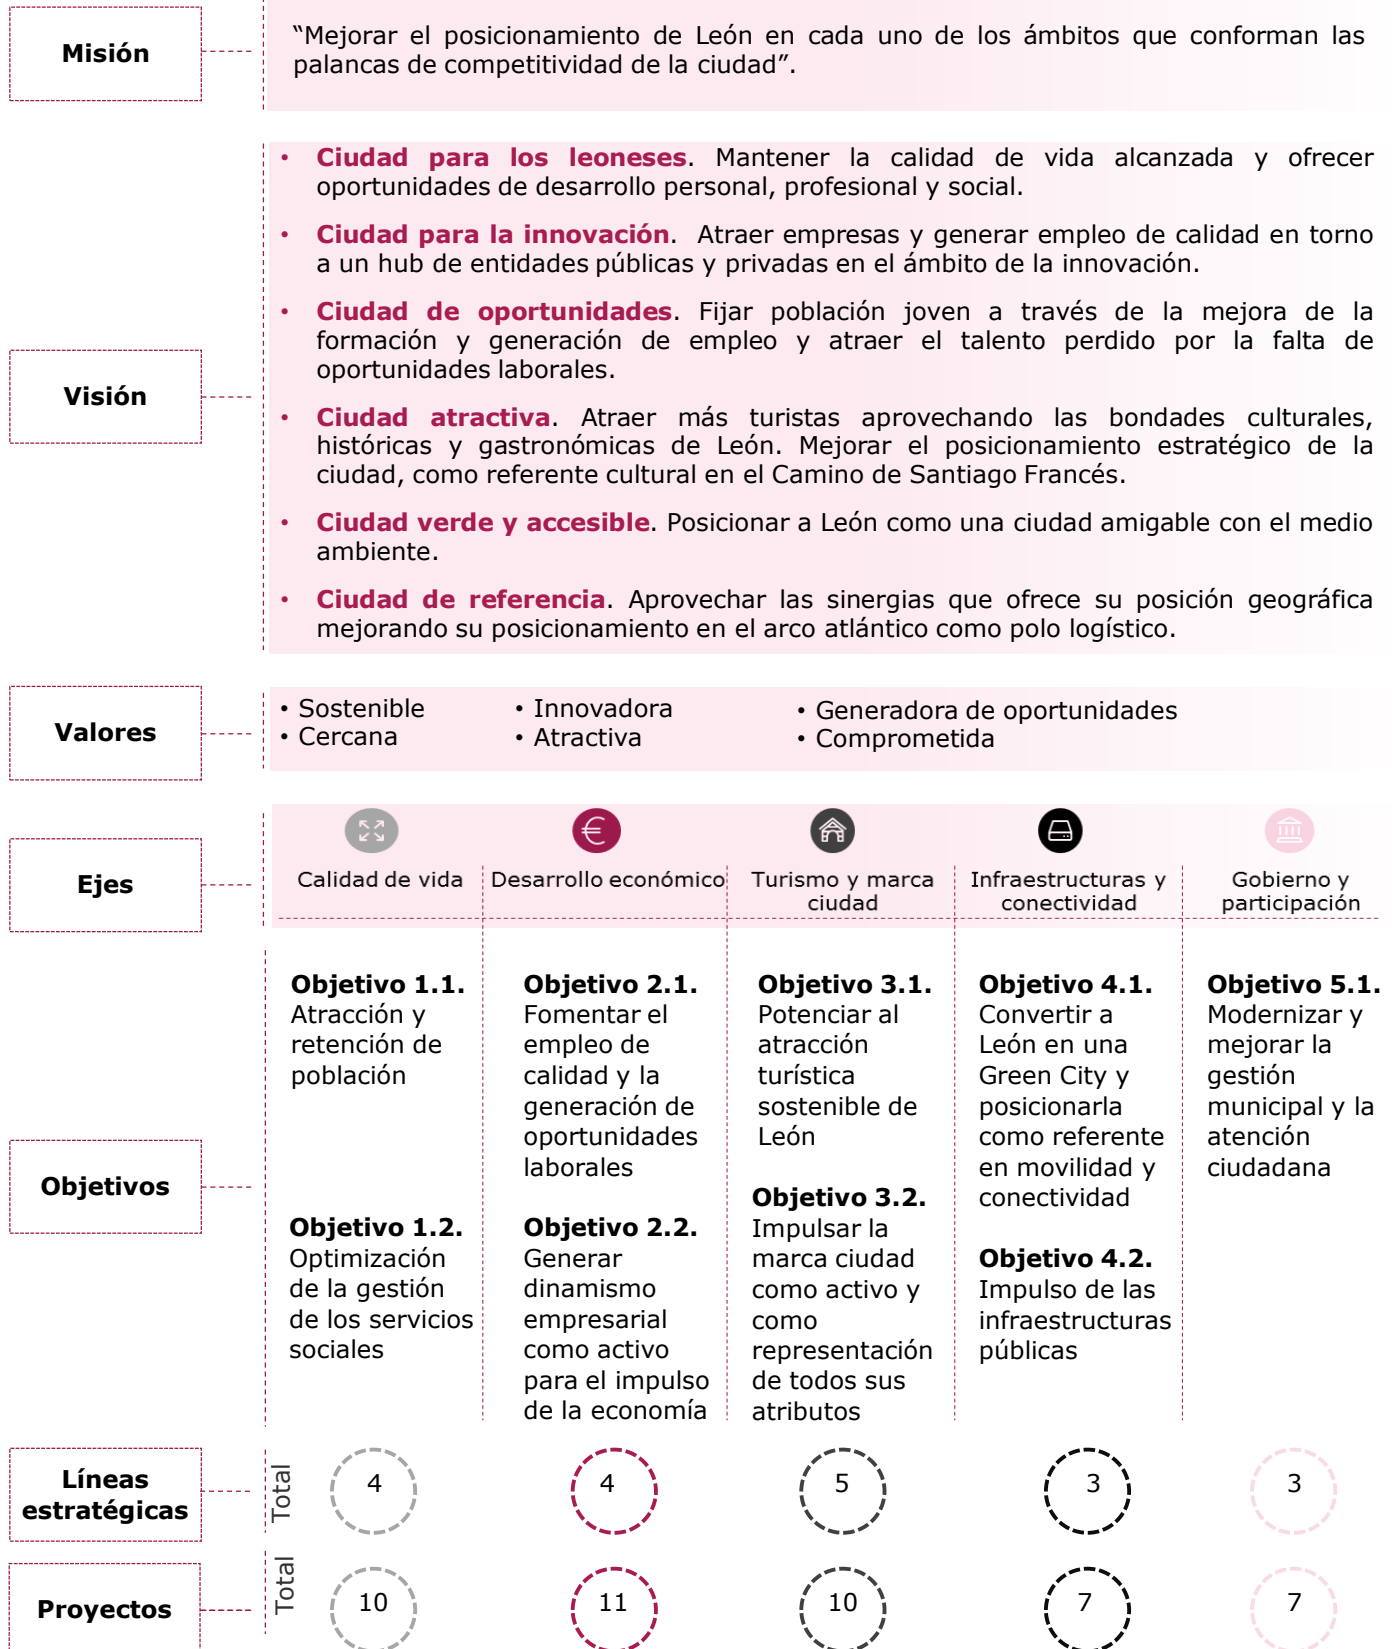 Misión
“Mejorar el posicionamiento de León en cada uno de los ámbitos que conforman las
palancas de competitividad de la ciudad”.
Visión
• Ciudad para los leoneses. Mantener la calidad de vida alcanzada y ofrecer
oportunidades de desarrollo personal, profesional y social.
• Ciudad para la innovación. Atraer empresas y generar empleo de calidad en torno
a un hub de entidades públicas y privadas en el ámbito de la innovación.
• Ciudad de oportunidades. Fijar población joven a través de la mejora de la
formación y generación de empleo y atraer el talento perdido por la falta de
oportunidades laborales.
• Ciudad atractiva. Atraer más turistas aprovechando las bondades culturales,
históricas y gastronómicas de León. Mejorar el posicionamiento estratégico de la
ciudad, como referente cultural en el Camino de Santiago Francés.
• Ciudad verde y accesible. Posicionar a León como una ciudad amigable con el medio
ambiente.
• Ciudad de referencia. Aprovechar las sinergias que ofrece su posición geográfica
mejorando su posicionamiento en el arco atlántico como polo logístico.
Valores
• Sostenible
• Cercana
• Innovadora
• Atractiva
• Generadora de oportunidades
• Comprometida
Ejes
Calidad de vida
Desarrollo económico
Turismo y marca
ciudad
Infraestructuras y
conectividad
Gobierno y
participación
Objetivos
Objetivo 1.1.
Atracción y
retención de
población
Objetivo 1.2.
Optimización
de la gestión
de los servicios
sociales
Objetivo 2.1.
Fomentar el
empleo de
calidad y la
generación de
oportunidades
laborales
Objetivo 2.2.
Generar
dinamismo
empresarial
como activo
para el impulso
de la economía
Objetivo 3.1.
Potenciar al
atracción
turística
sostenible de
León
Objetivo 3.2.
Impulsar la
marca ciudad
como activo y
como
representación
de todos sus
atributos
Objetivo 4.1.
Convertir a
León en una
Green City y
posicionarla
como referente
en movilidad y
conectividad
Objetivo 4.2.
Impulso de las
infraestructuras
públicas
Objetivo 5.1.
Modernizar y
mejorar la
gestión
municipal y la
atención
ciudadana
Líneas
estratégicas
Total
4
4
5
3
3
Proyectos
Total
10
11
10
7
7